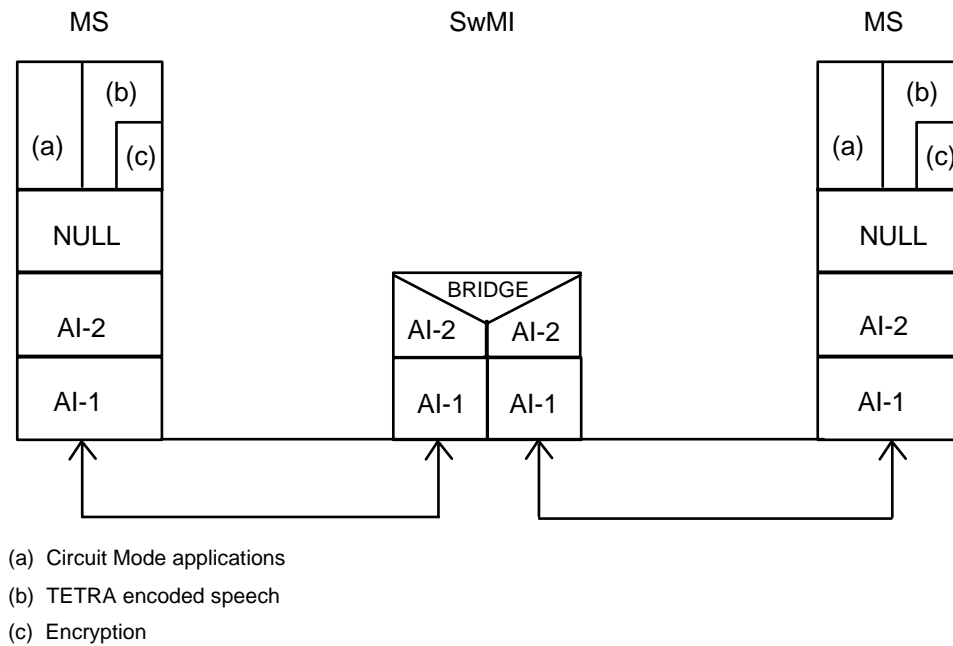 MS SwMI MS
(b) (b)
(a) (c) (a) (c)
NULL NULL
BRIDGE
AI-2 AI-2 AI-2 AI-2
AI-1 AI-1 AI-1 AI-1
(a) Circuit Mode applications
(b) TETRA encoded speech
(c) Encryption